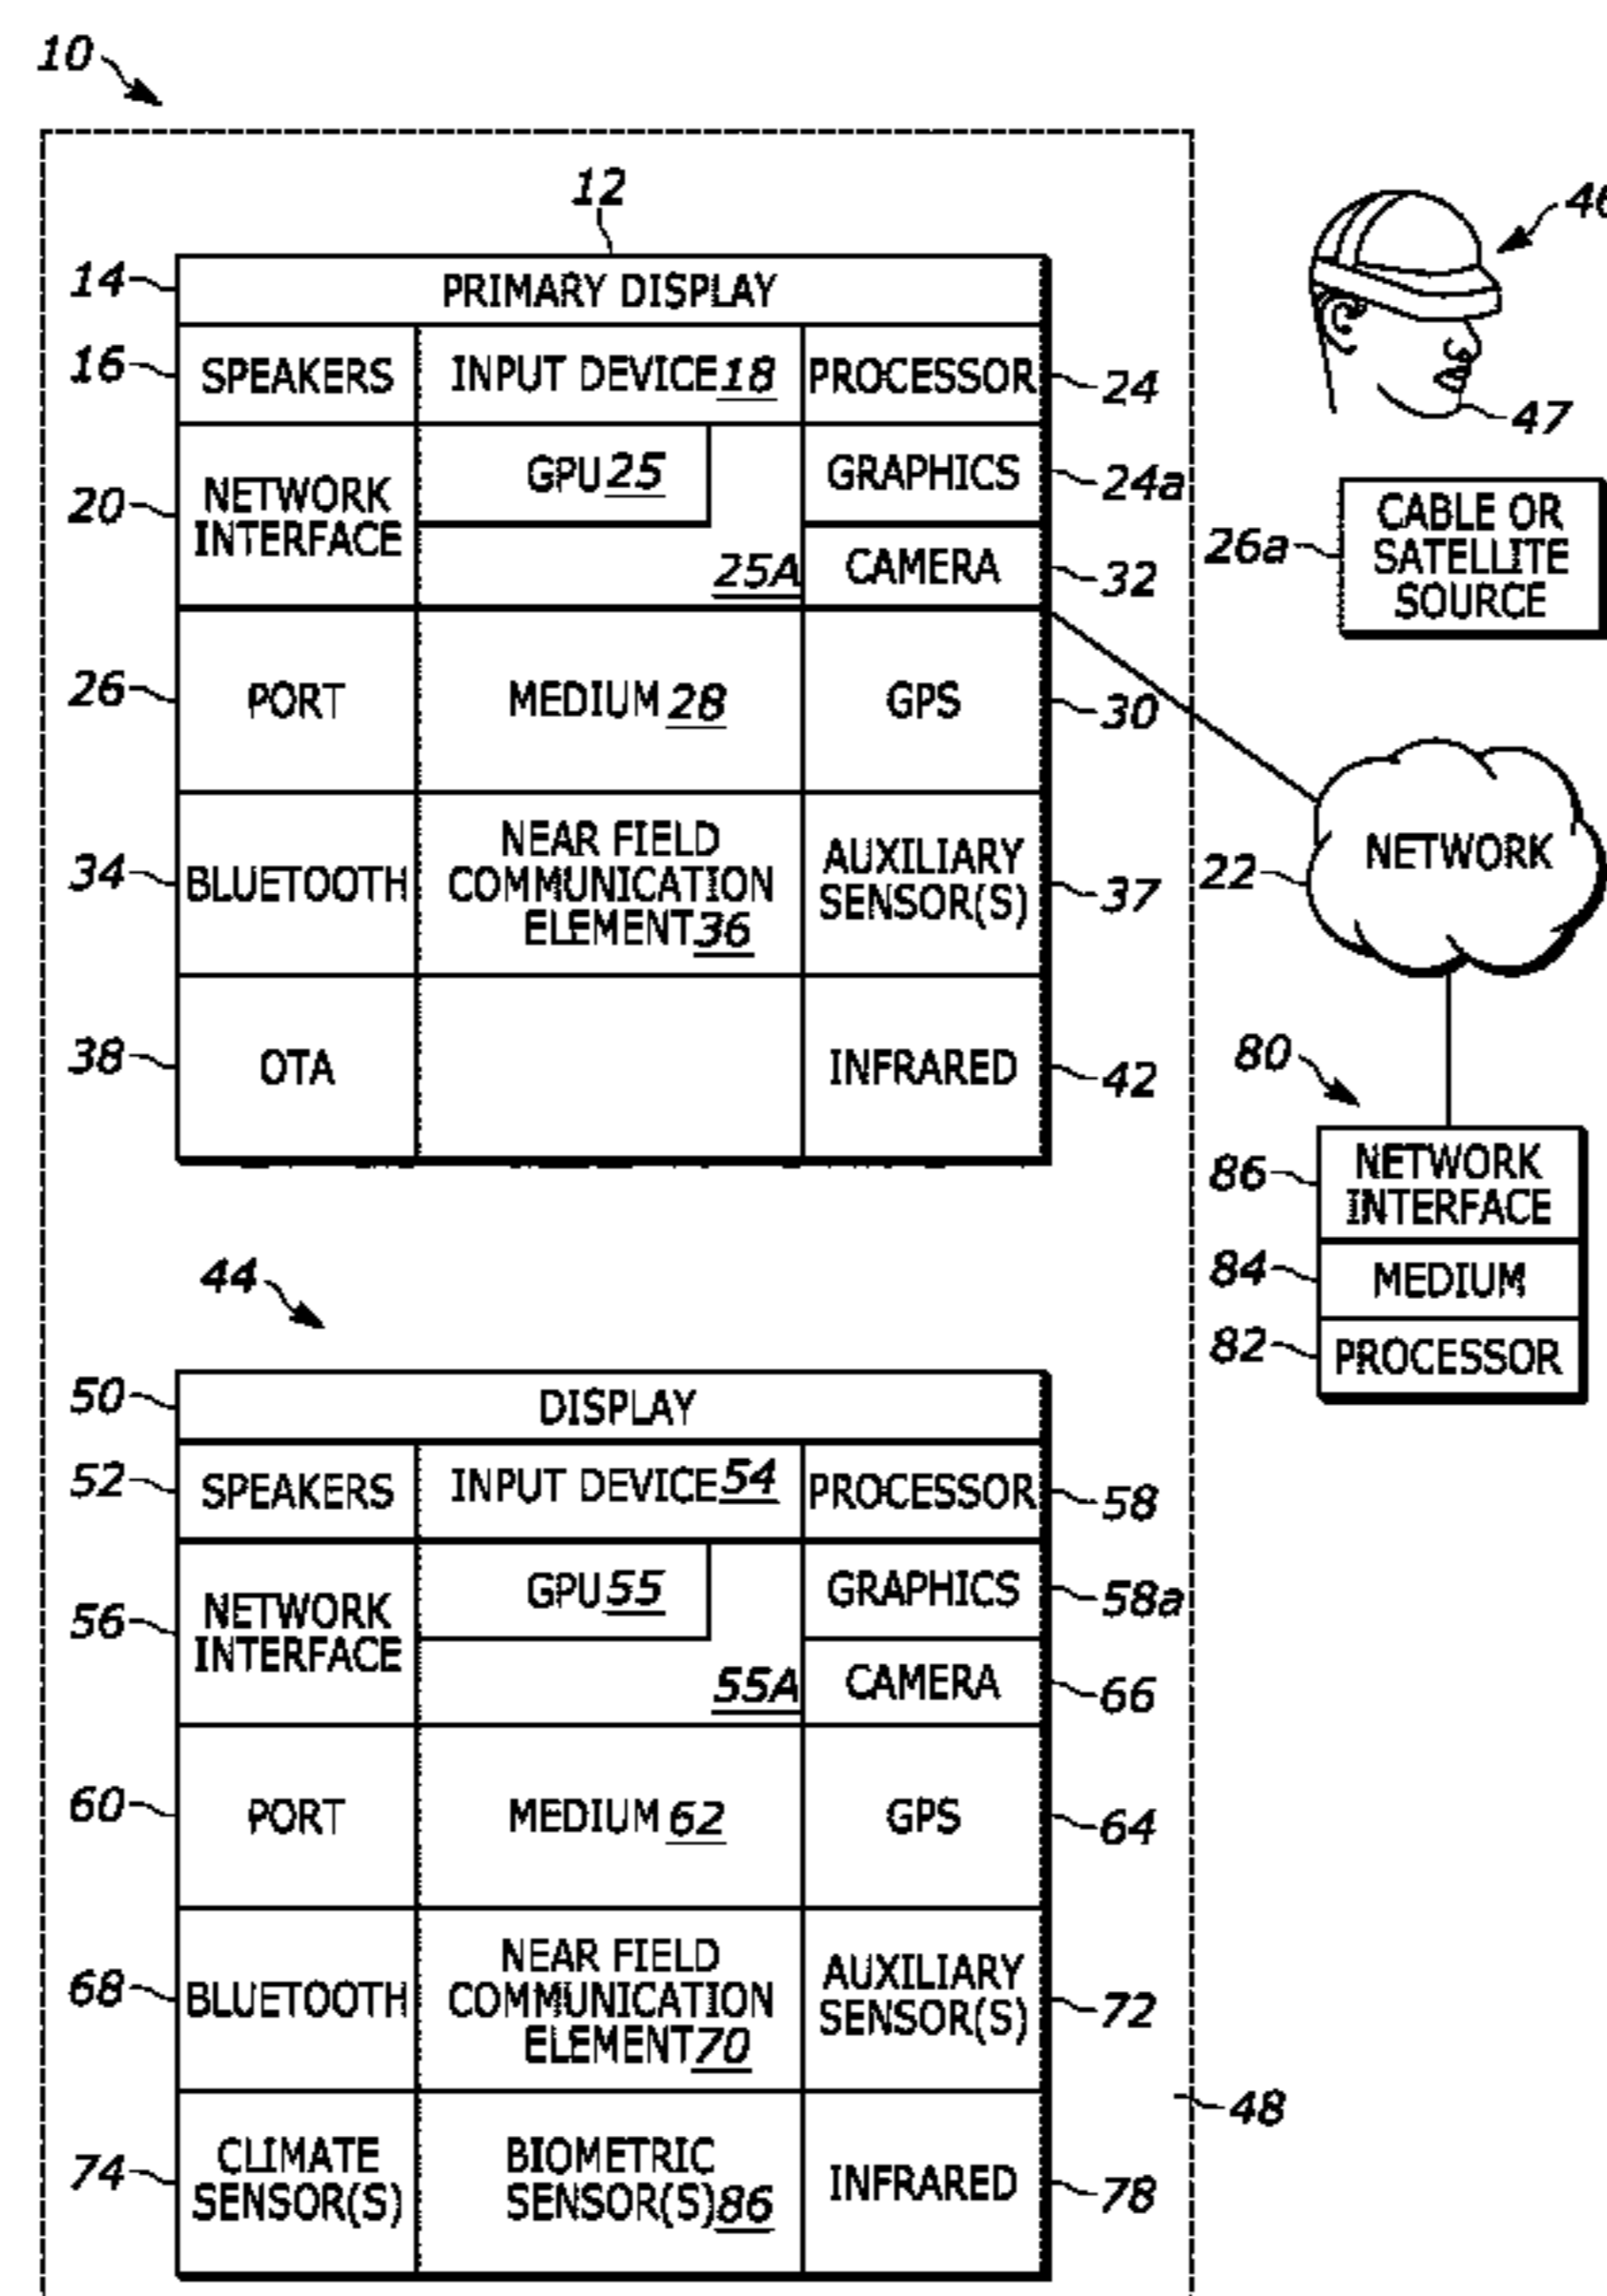 10
12
14
PRIMARY DISPLAY
16
SPEAKERS
INPUT DEVICE 18
PROCESSOR
24
20
NETWORK
INTERFACE
GPU 25
25A
GRAPHICS
24a
CAMERA
32
26
PORT
MEDIUM 28
GPS
30
34
BLUETOOTH
NEAR FIELD
COMMUNICATION
ELEMENT 36
AUXILIARY
SENSOR(S)
37
38
OTA
INFRARED
42
46
47
26a
CABLE OR
SATELLITE
SOURCE
22
NETWORK
80
86
NETWORK
INTERFACE
84
MEDIUM
82
PROCESSOR
44
50
DISPLAY
52
SPEAKERS
INPUT DEVICE 54
PROCESSOR
58
56
NETWORK
INTERFACE
GPU 55
55A
GRAPHICS
58a
CAMERA
66
60
PORT
MEDIUM 62
GPS
64
68
BLUETOOTH
NEAR FIELD
COMMUNICATION
ELEMENT 70
AUXILIARY
SENSOR(S)
72
74
CLIMATE
SENSOR(S)
BIOMETRIC
SENSOR(S) 86
INFRARED
78
48